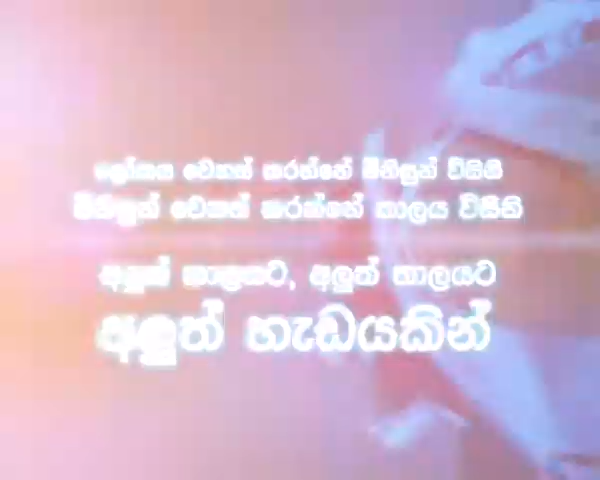 ලෝකය වෙනස් කරන්නේ මිනිසුන් විසිනි
මිනිසුන් වෙනස් කරන්නේ කාලය විසිනි
අලුත් කාලයකට, අලුත් කාලයට
අලුත් හැඩයකින්